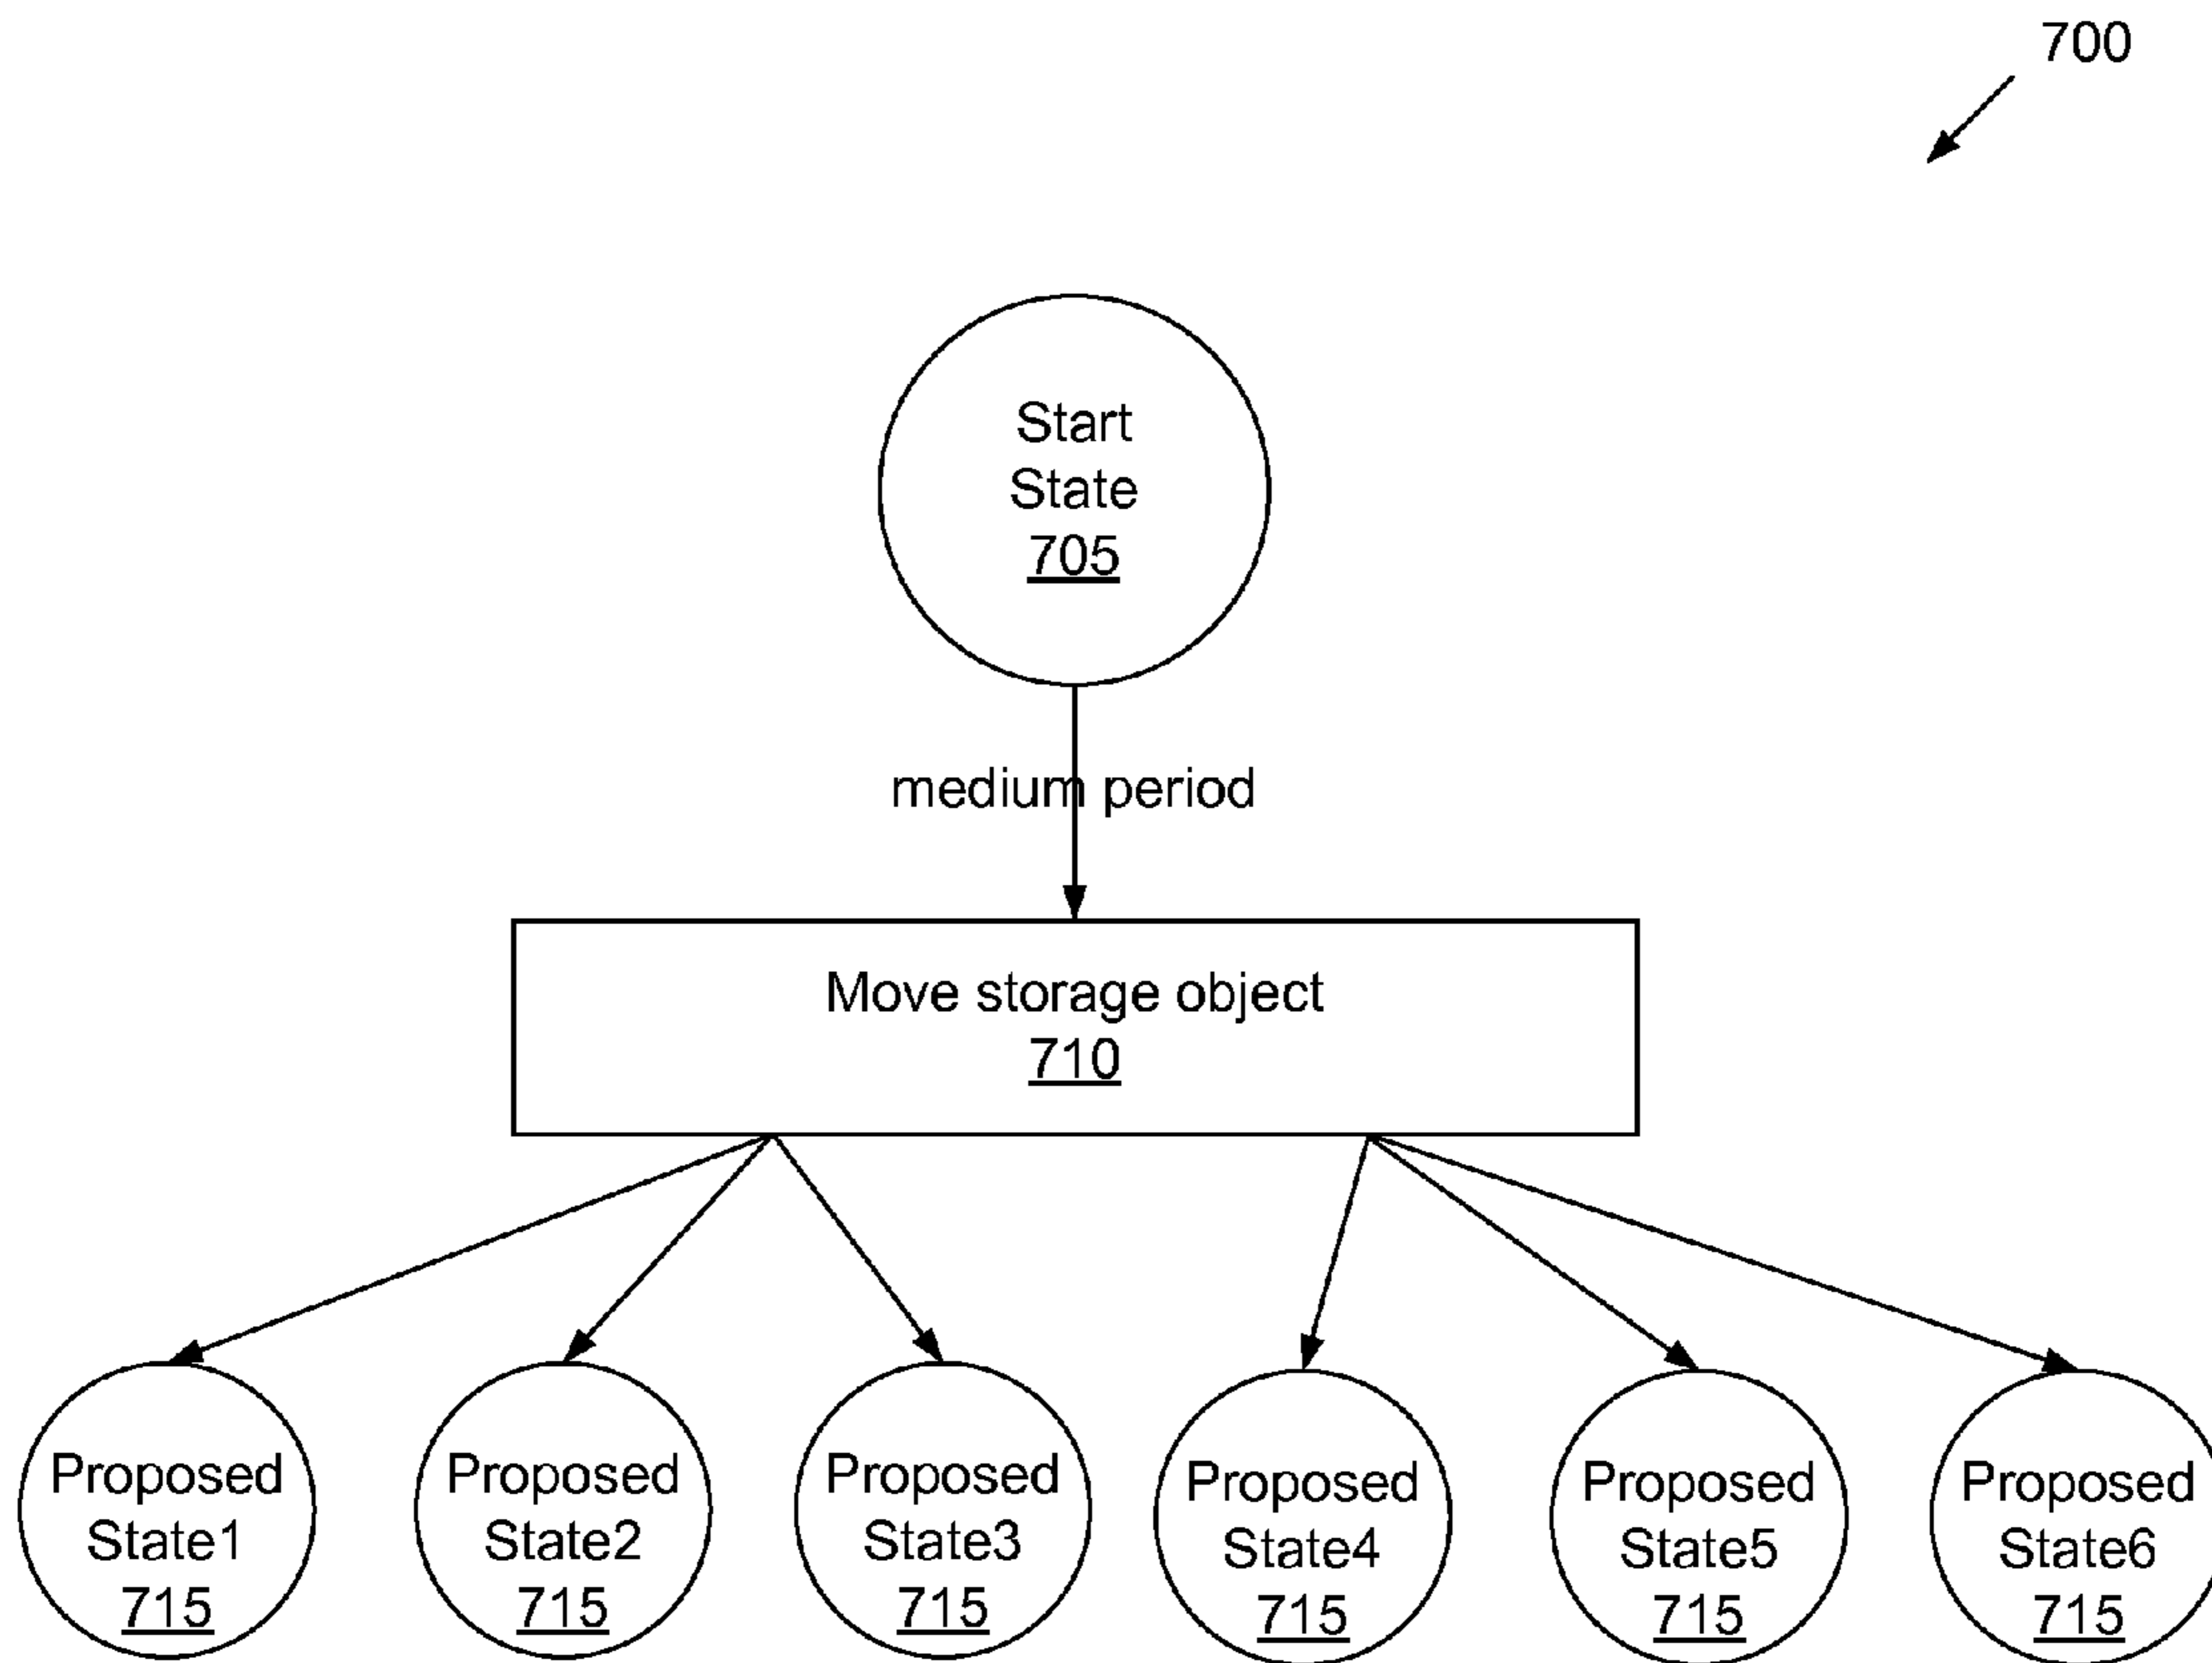 700
Start
State
705
medium period
Move storage object
710
Proposed
State1
715
Proposed
State2
715
Proposed
State3
715
Proposed
State4
715
Proposed
State5
715
Proposed
State6
715